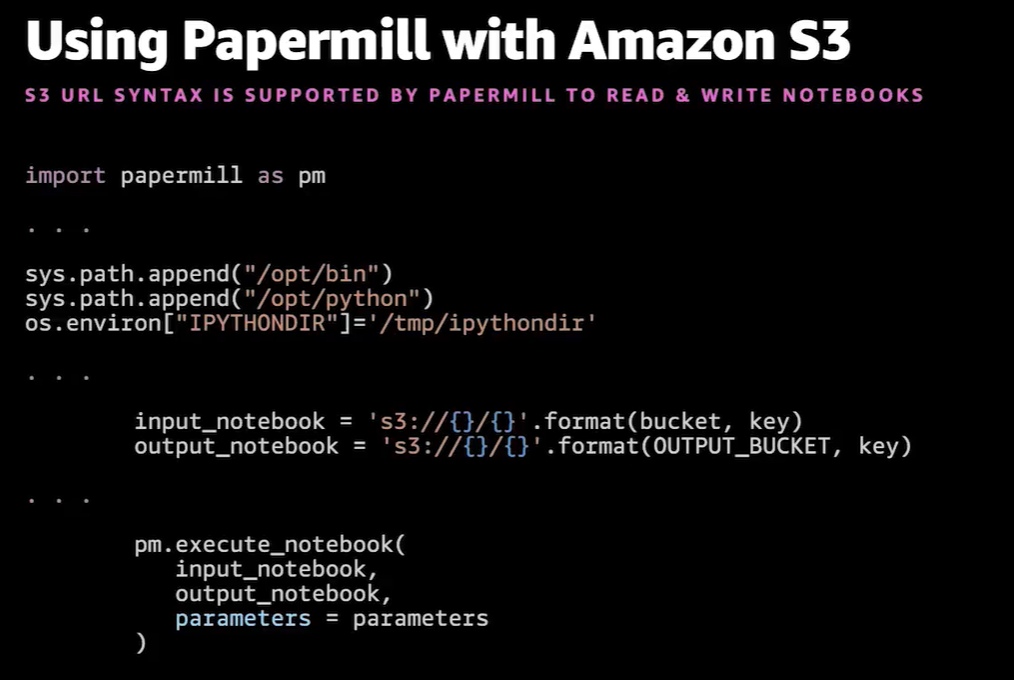 Using Papermill with Amazon S3
S3 URL SYNTAX IS SUPPORTED BY PAPERMILL TO READ & WRITE NOTEBOOKS
import papermill as pm
. . .
sys.path.append("/opt/bin")
sys.path.append("/opt/python")
os.environ["IPYTHONDIR"]='/tmp/ipythondir'
. . .
input_notebook = 's3://{}/{}'.format(bucket, key)
output_notebook = 's3://{}/{}'.format(OUTPUT_BUCKET, key)
. . .
pm.execute_notebook(
input_notebook,
output_notebook,
parameters = parameters
)